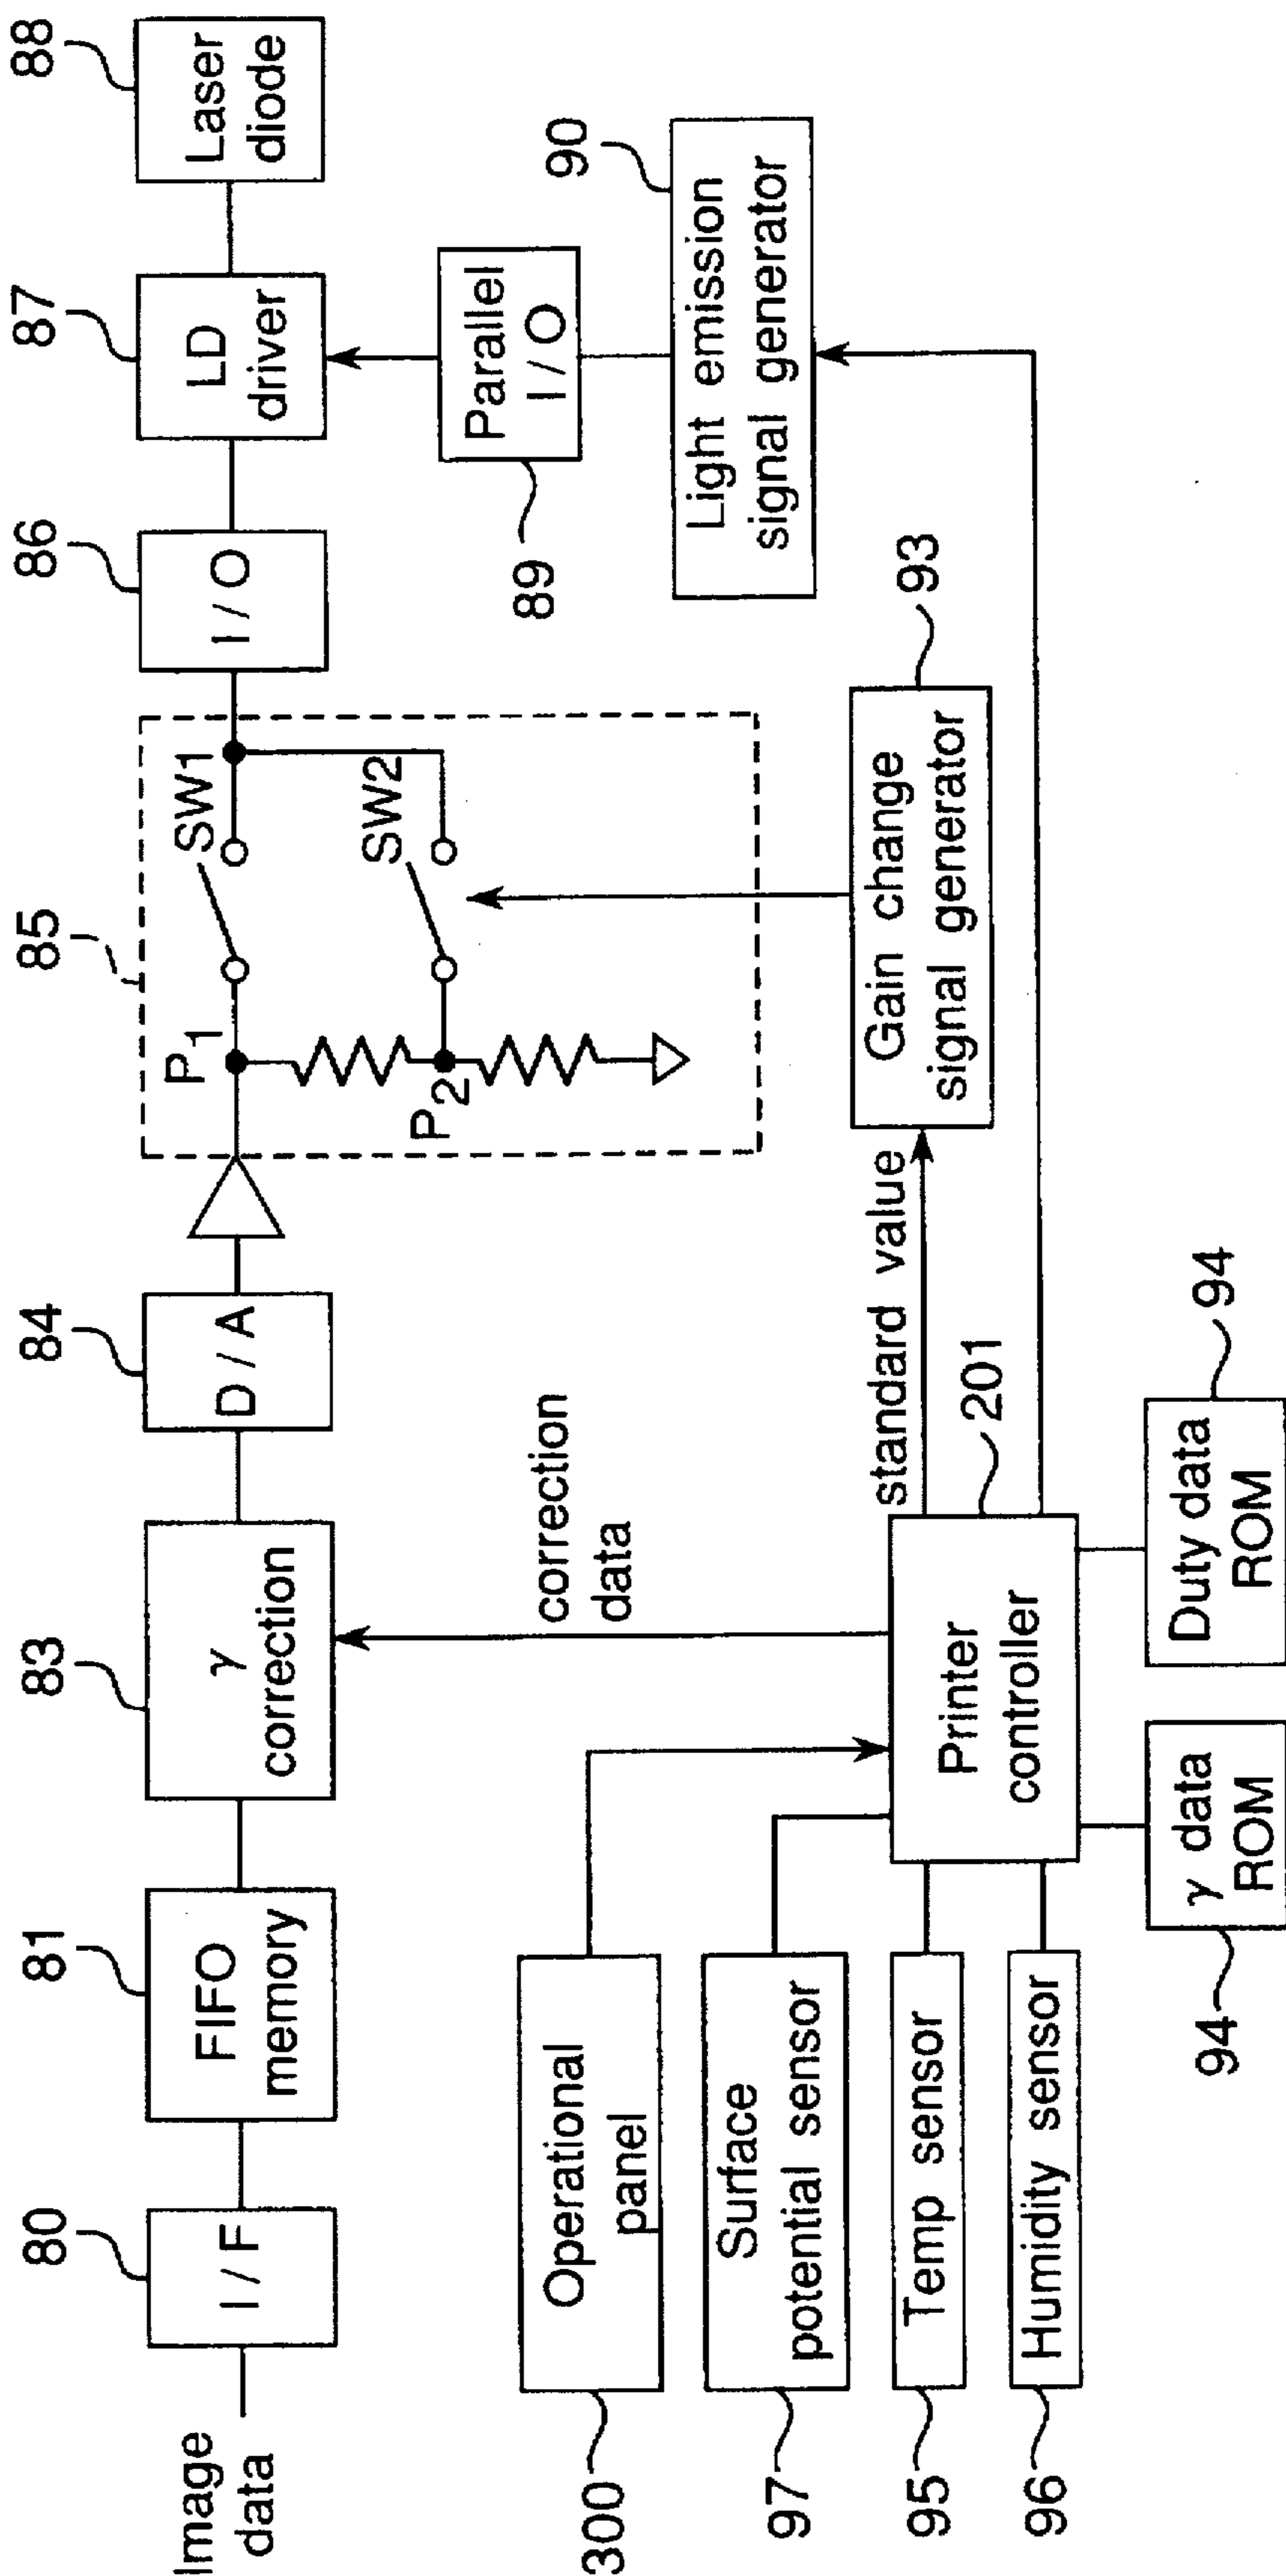 Image
data
80
I / F
81
FIFO
memory
83
γ
correction
84
D / A
85
P1
P2
SW1
SW2
86
I / O
87
LD
driver
88
Laser
diode
Parallel
I / O
89
90
Light emission
signal generator
93
Gain change
signal generator
standard value
correction
data
201
Printer
controller
Operational
panel
300
Surface
potential sensor
97
Temp sensor
95
Humidity sensor
96
γ data
ROM
94
Duty data
ROM
94